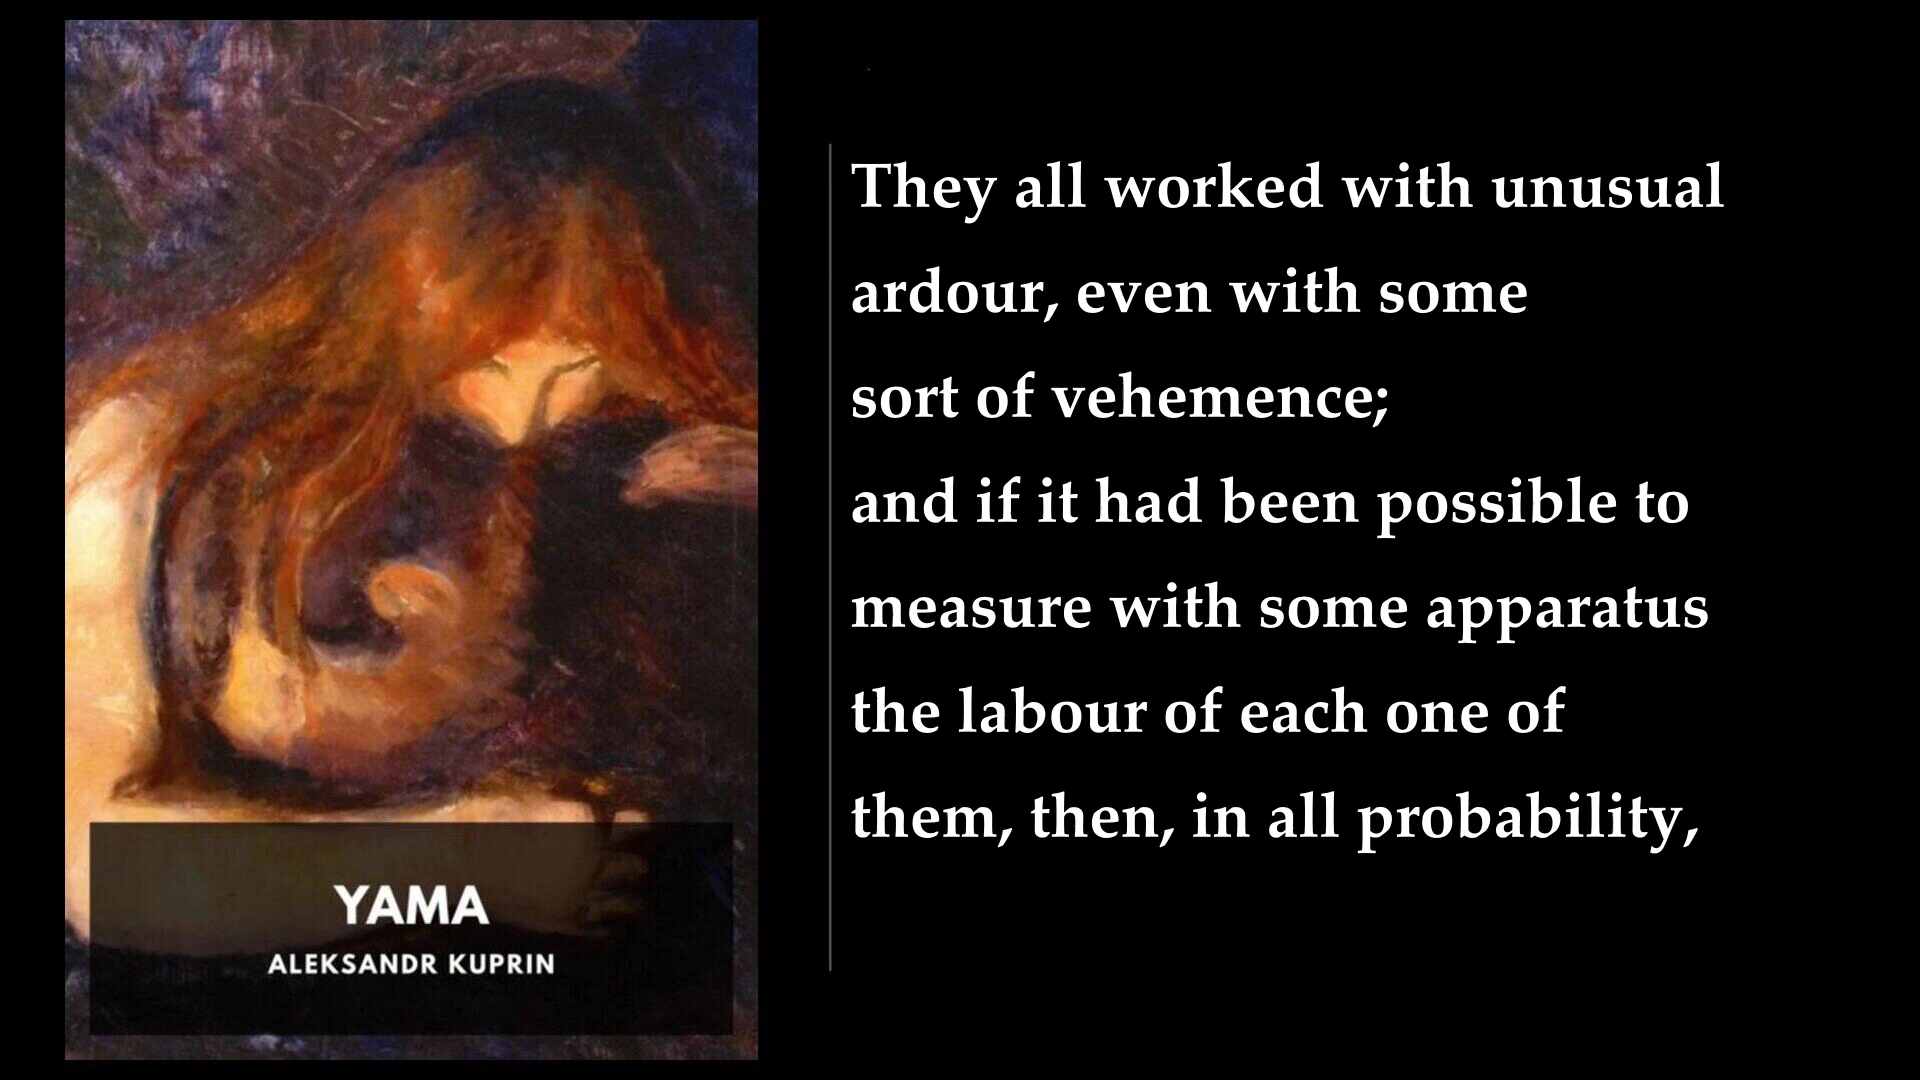 YAMA
ALEKSANDR KUPRIN
They all worked with unusual
ardour, even with some
sort of vehemence;
and if it had been possible to
measure with some apparatus
the labour of each one of
them, then, in all probability,